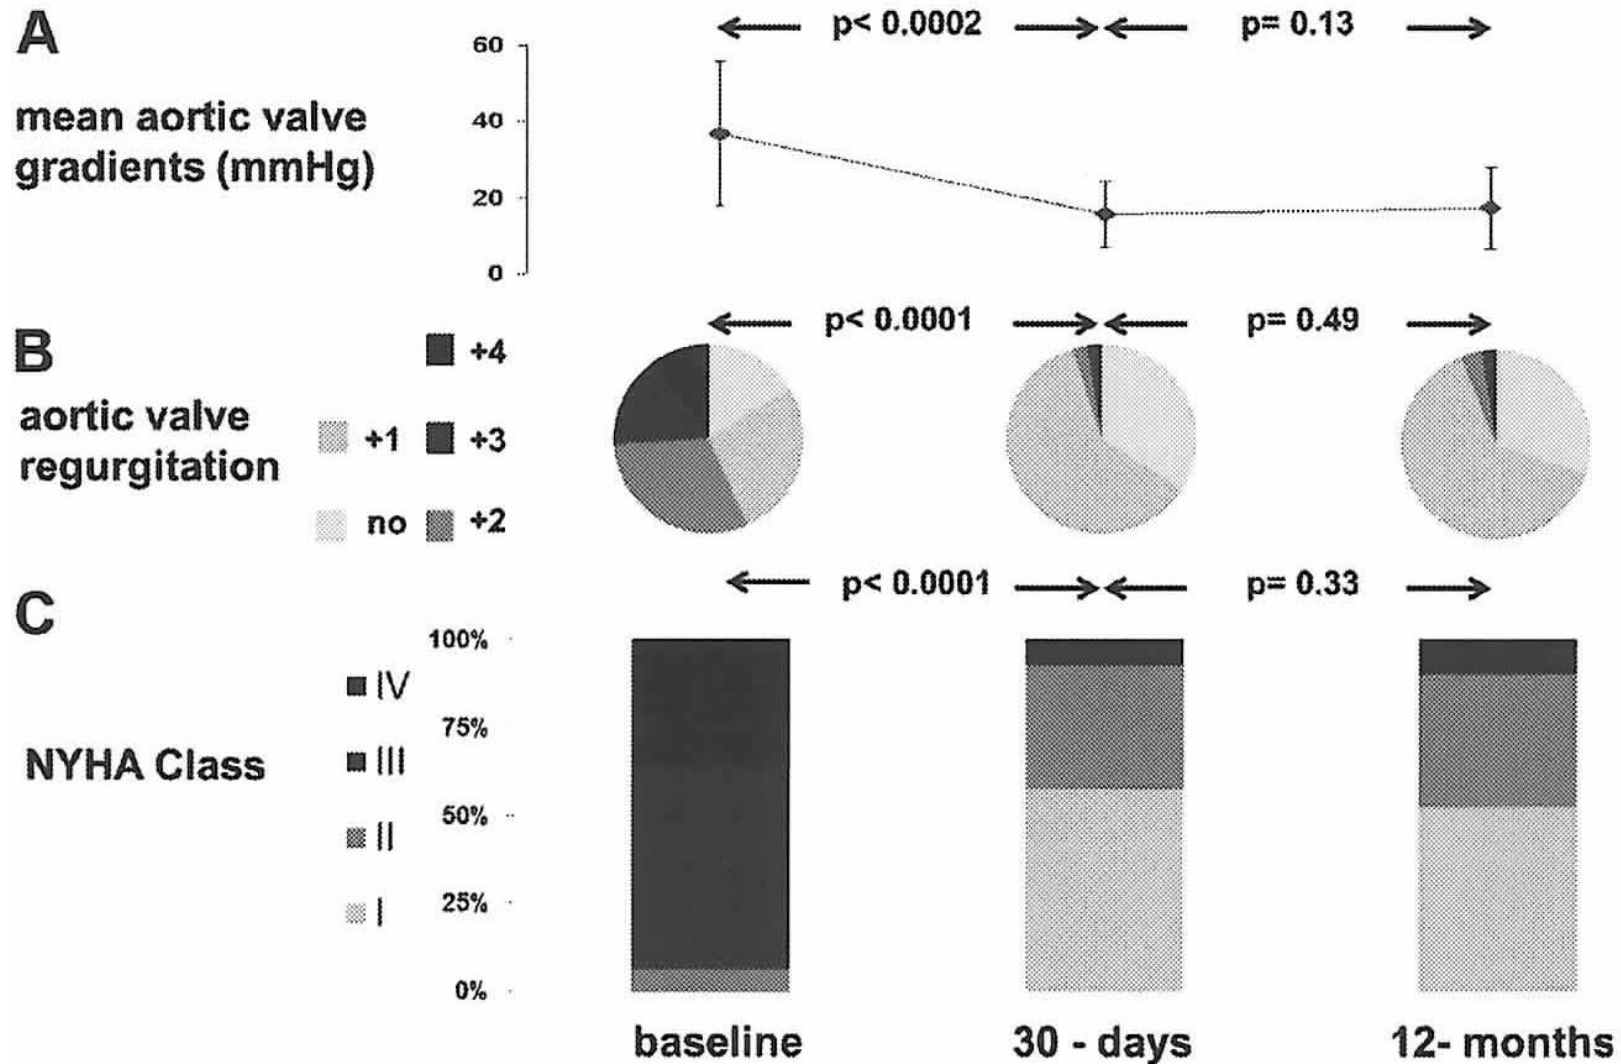 A
p< 0.0002
p= 0.13
60
mean aortic valve
gradients (mmHg)
40
20
0
p< 0.0001
p= 0.49
B
+4
aortic valve
regurgitation
+1
+3
no
+2
p< 0.0001
p= 0.33
C
100%
IV
75%
NYHA Class
III
50%
II
25%
I
0%
baseline
30 - days
12- months